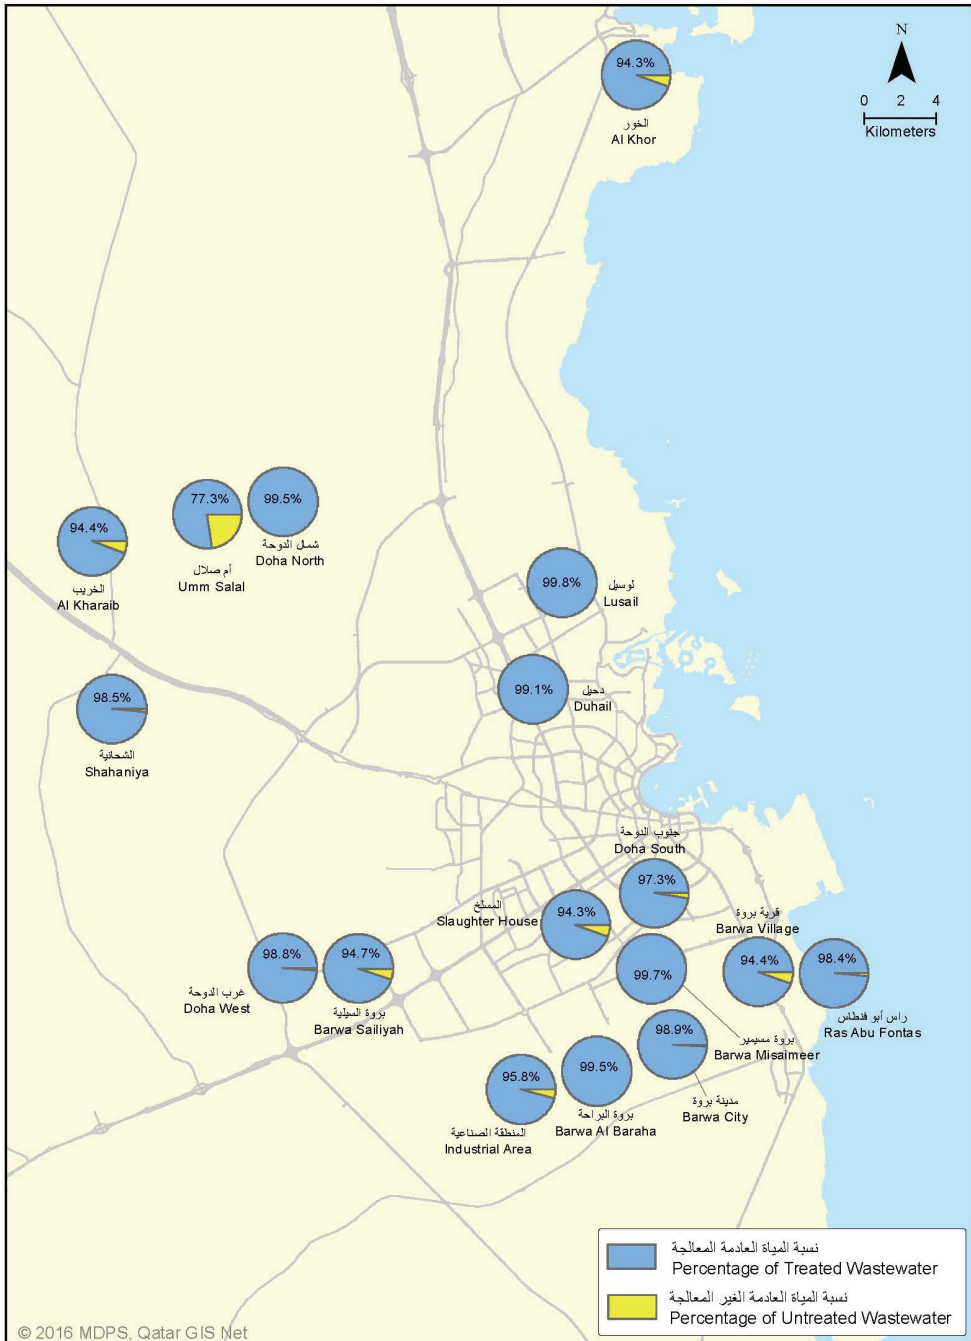 N
0 2 4
Kilometers
94.3%
الخور
Al Khor
94.4%
الخريب
Al Kharaib
77.3%
أم صلال
Umm Salal
99.5%
شمال الدوحة
Doha North
99.8%
لوسيل
Lusail
99.1%
دحيل
Duhail
98.5%
الشحانية
Shahaniya
جنوب الدوحة
Doha South
97.3%
المسلخ
Slaughter House
94.3%
قرية بروة
Barwa Village
94.4%
98.4%
راس أبو فنطاس
Ras Abu Fontas
98.8%
غرب الدوحة
Doha West
94.7%
بروة السيلية
Barwa Sailiyah
99.7%
بروة مسيمير
Barwa Misaimeer
98.9%
مدينة بروة
Barwa City
99.5%
بروة البراحة
Barwa Al Baraha
95.8%
المنطقة الصناعية
Industrial Area
نسبة المياة العادمة المعالجة
Percentage of Treated Wastewater
نسبة المياة العادمة الغير المعالجة
Percentage of Untreated Wastewater
© 2016 MDPS, Qatar GIS Net